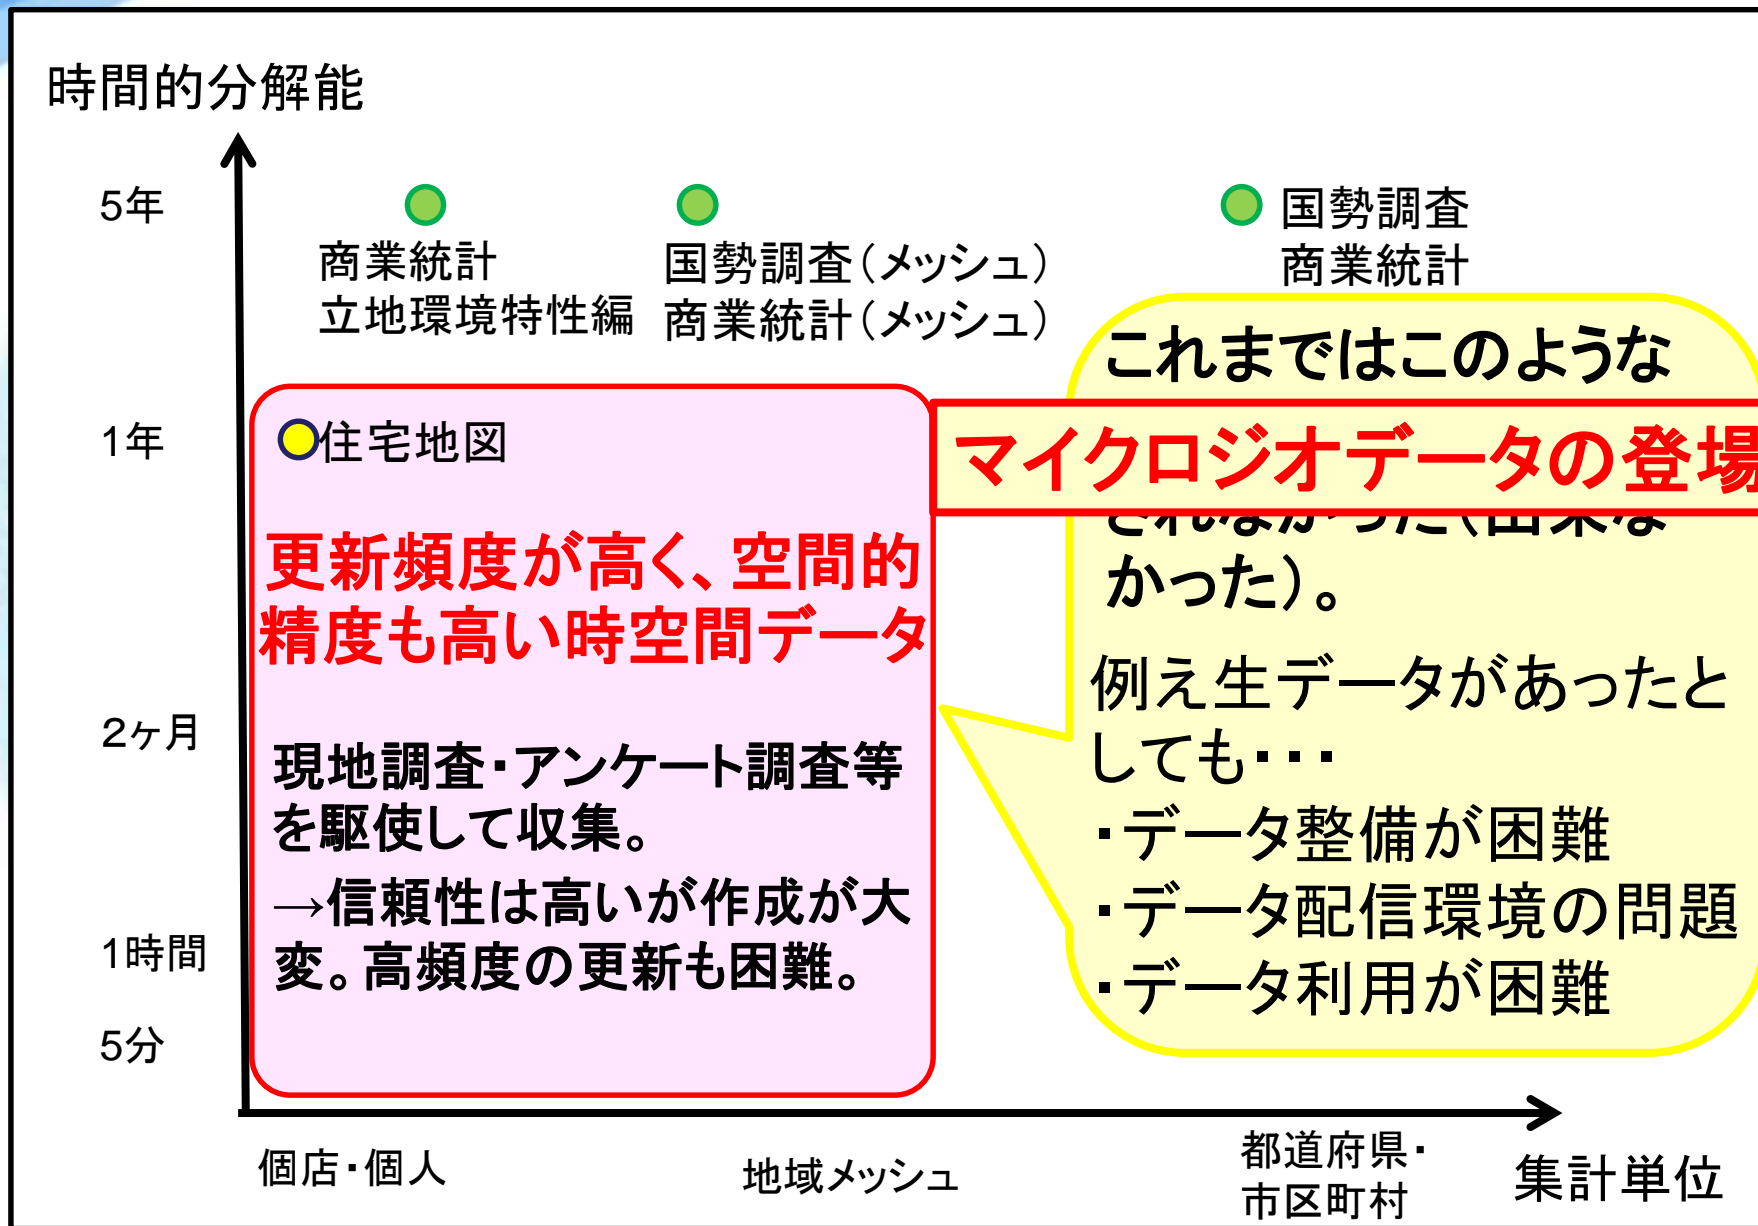 時間的分解能
5年
商業統計
立地環境特性編
国勢調査（メッシュ）
商業統計（メッシュ）
国勢調査
商業統計
1年
住宅地図
更新頻度が高く、空間的
精度も高い時空間データ
現地調査・アンケート調査等
を駆使して収集。
→信頼性は高いが作成が大
変。高頻度の更新も困難。
これまではこのような
マイクロジオデータの登場
されなかった（出来な
かった）。
例え生データがあったと
しても・・・
・データ整備が困難
・データ配信環境の問題
・データ利用が困難
2ヶ月
1時間
5分
個店・個人
地域メッシュ
都道府県・
市区町村
集計単位